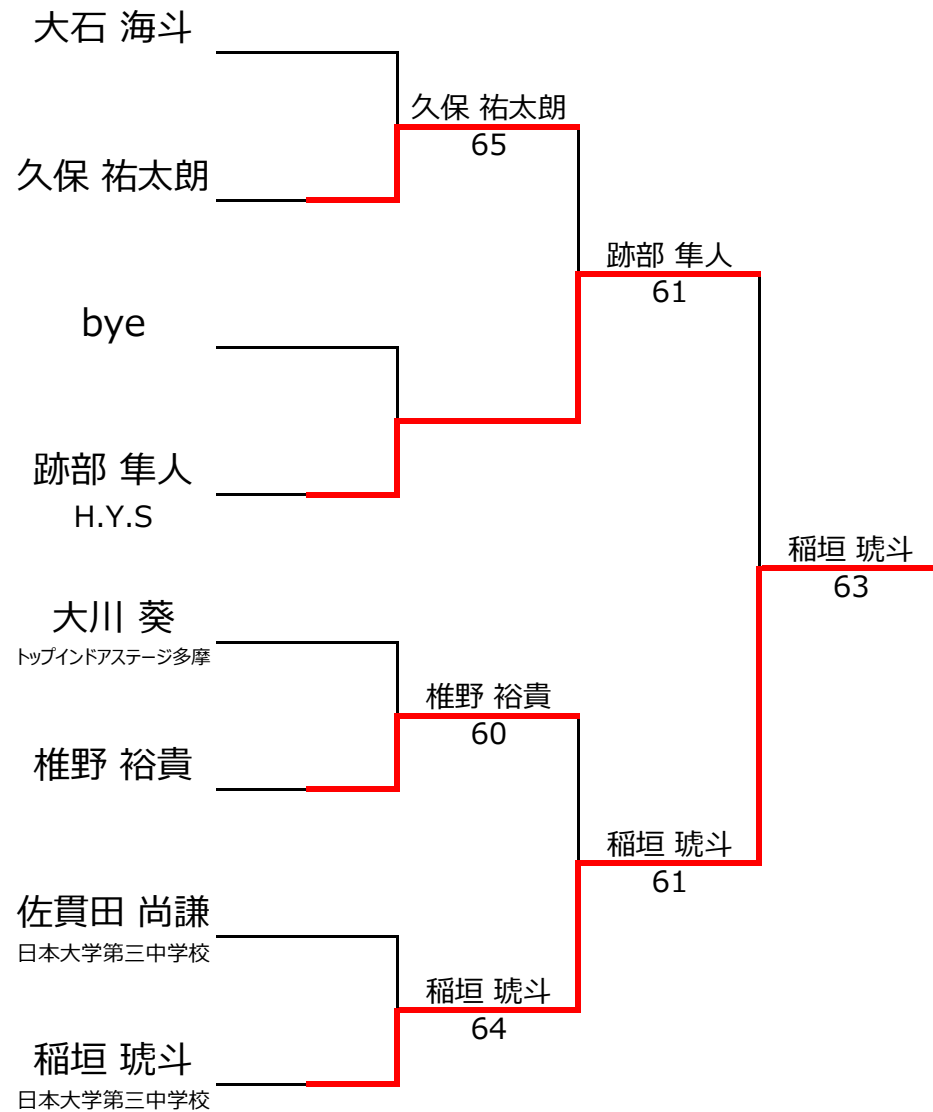 大石 海斗
久保 祐太朗
65
久保 祐太朗
跡部 隼人
61
bye
跡部 隼人
H.Y.S
稲垣 琥斗
63
大川 葵
トップインドアステージ多摩
椎野 裕貴
60
椎野 裕貴
稲垣 琥斗
61
佐貫田 尚謙
日本大学第三中学校
稲垣 琥斗
64
稲垣 琥斗
日本大学第三中学校